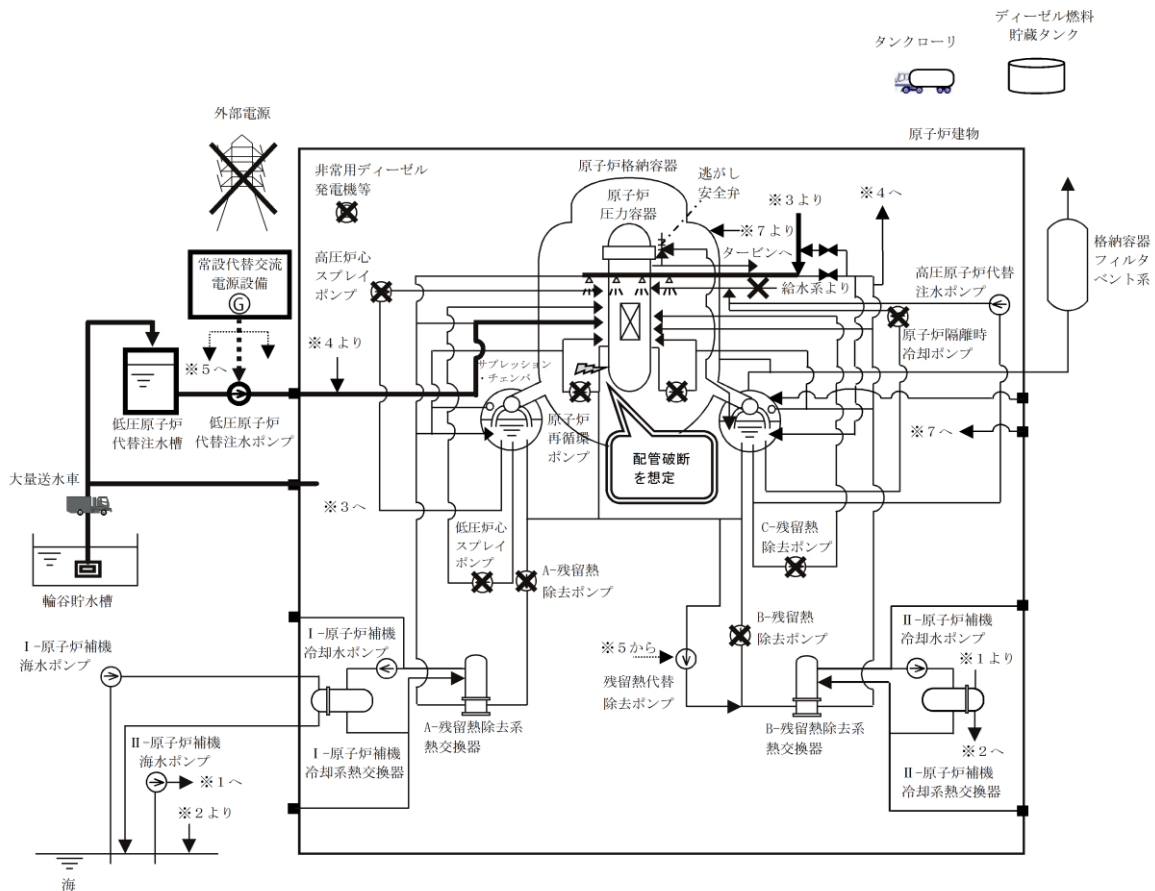 ディーゼル燃料
貯蔵タンク
タンクローリ
外部電源
原子炉建物
非常用ディーゼル
発電機等
原子炉格納容器
原子炉
圧力容器
逃がし
安全弁
※3より
※4へ
※7より
タービンへ
高圧炉心
スプレイ
ポンプ
給水系より
高圧原子炉代替
注水ポンプ
格納容器
フィルタ
ベント系
常設代替交流
電源設備
G
原子炉隔離時
冷却ポンプ
※4より
※5へ
サプレッション
・チェンバ
低圧原子炉
代替注水槽
低圧原子炉
代替注水ポンプ
原子炉
再循環
ポンプ
配管破断
を想定
※7へ
大量送水車
※3へ
低圧炉心
スプレイ
ポンプ
A-残留熱
除去ポンプ
C-残留熱
除去ポンプ
輪谷貯水槽
B-残留熱
除去ポンプ
Ⅰ-原子炉補機
海水ポンプ
Ⅰ-原子炉補機
冷却水ポンプ
※5から
残留熱代替
除去ポンプ
Ⅱ-原子炉補機
冷却水ポンプ
※1より
A-残留熱除去系
熱交換器
B-残留熱除去系
熱交換器
Ⅱ-原子炉補機
海水ポンプ
※1へ
※2より
Ⅰ-原子炉補機
冷却系熱交換器
※2へ
Ⅱ-原子炉補機
冷却系熱交換器
海